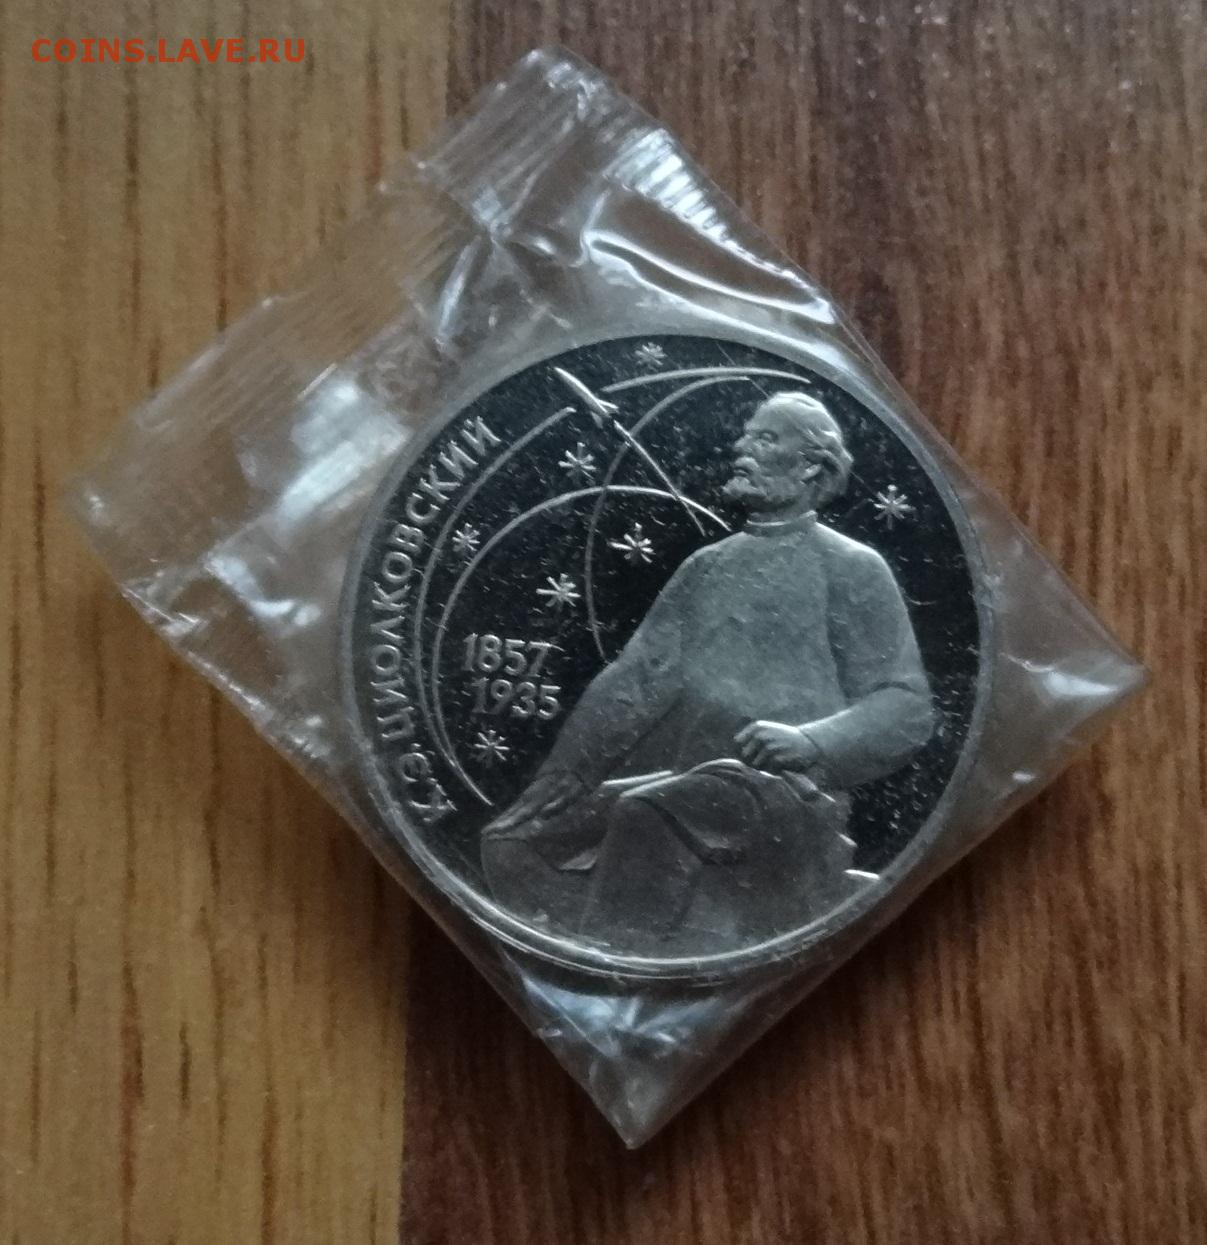 COINS.LAVE.RU
К.Э. ЦИОЛКОВСКИЙ
1857
1935